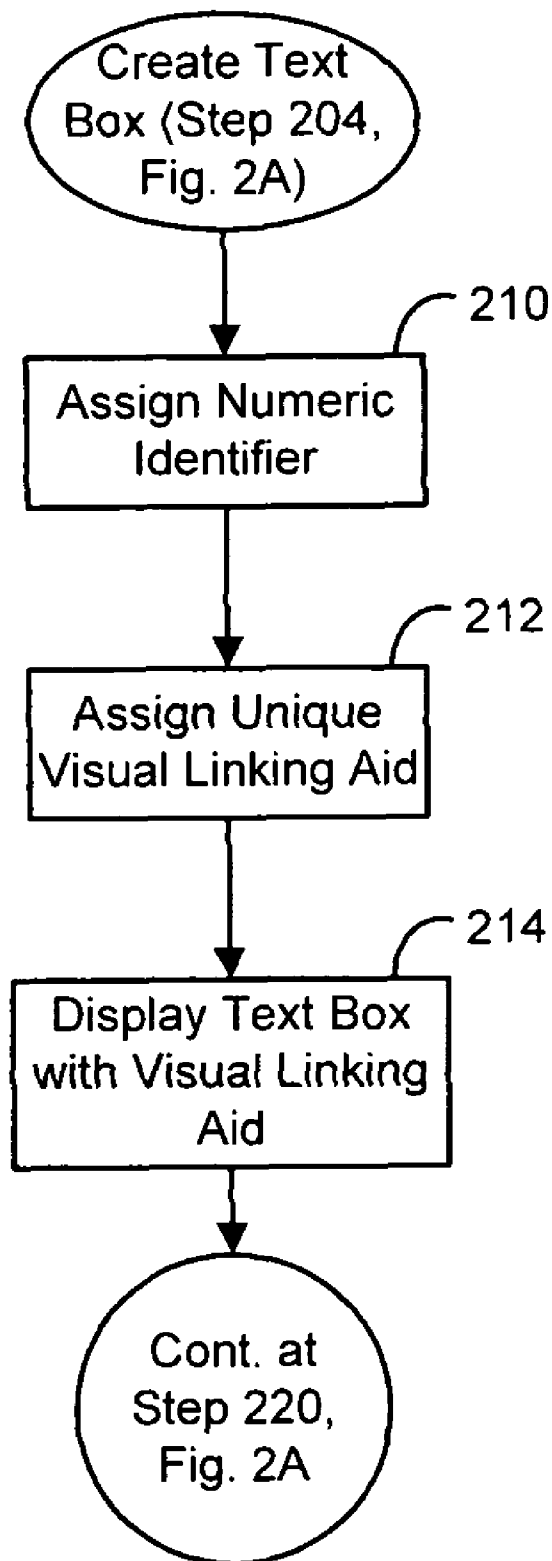 Create Text
Box (Step 204,
Fig. 2A)
210
Assign Numeric
Identifier
212
Assign Unique
Visual Linking Aid
214
Display Text Box
with Visual Linking
Aid
Cont. at
Step 220,
Fig. 2A